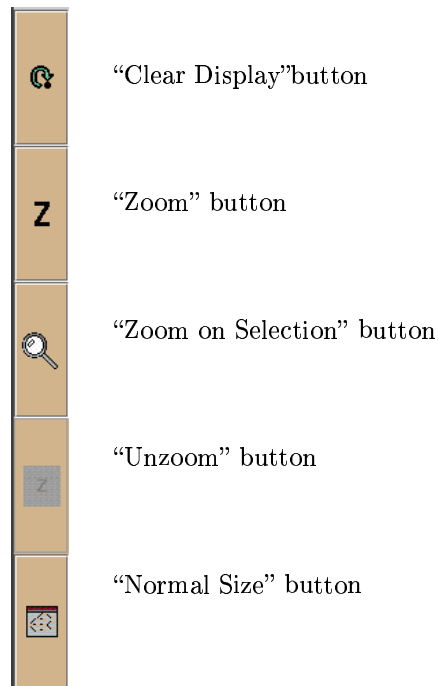 “Clear Display”button
Z
“Zoom” button
“Zoom on Selection” button
Z
“Unzoom” button
“Normal Size” button